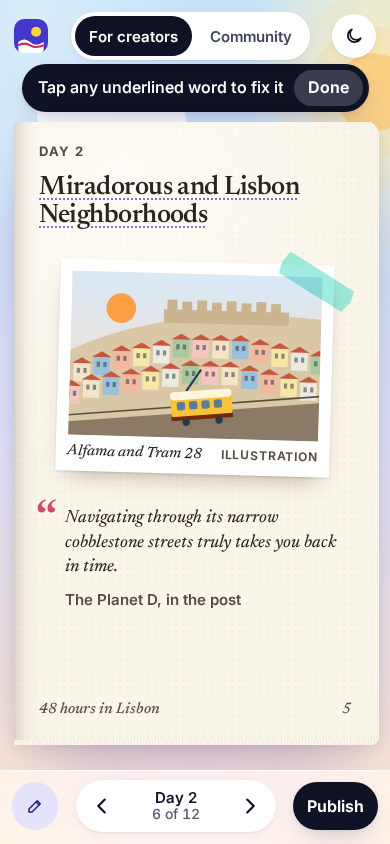 For creators
Community
Tap any underlined word to fix it
Done
DAY 2
Miradorous and Lisbon
Neighborhoods
Alfama and Tram 28
ILLUSTRATION
“
Navigating through its narrow
cobblestone streets truly takes you back
in time.
The Planet D, in the post
48 hours in Lisbon
5
Day 2
6 of 12
Publish